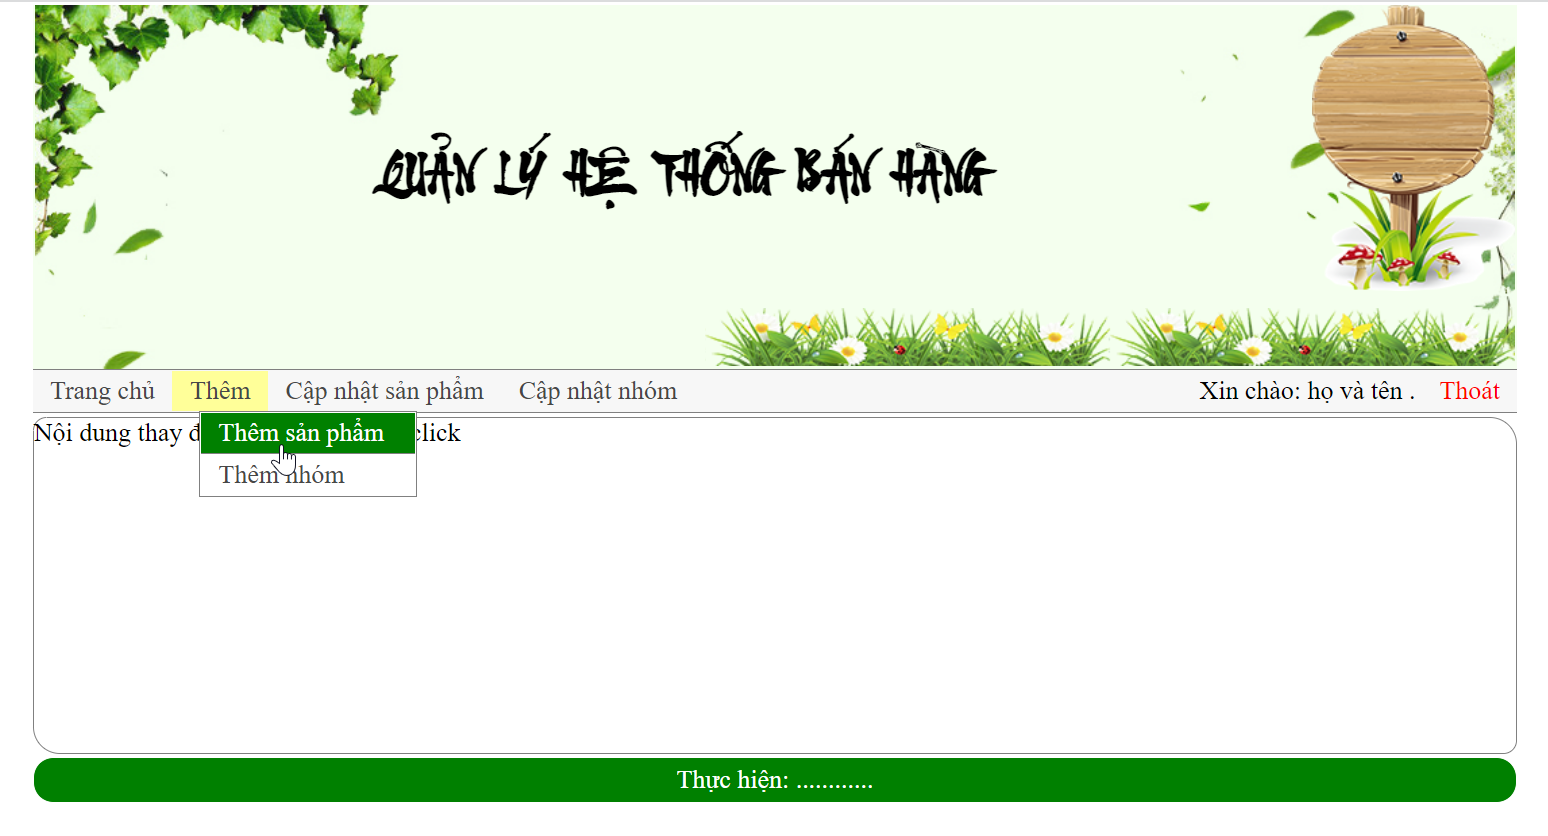 QUẢN LÝ HỆ THỐNG BÁN HÀNG
Trang chủ Thêm Cập nhật sản phẩm Cập nhật nhóm Xin chào: họ và tên . Thoát
Nội dung thay click
Thêm sản phẩm
Thêm nhóm
Thực hiện: ............